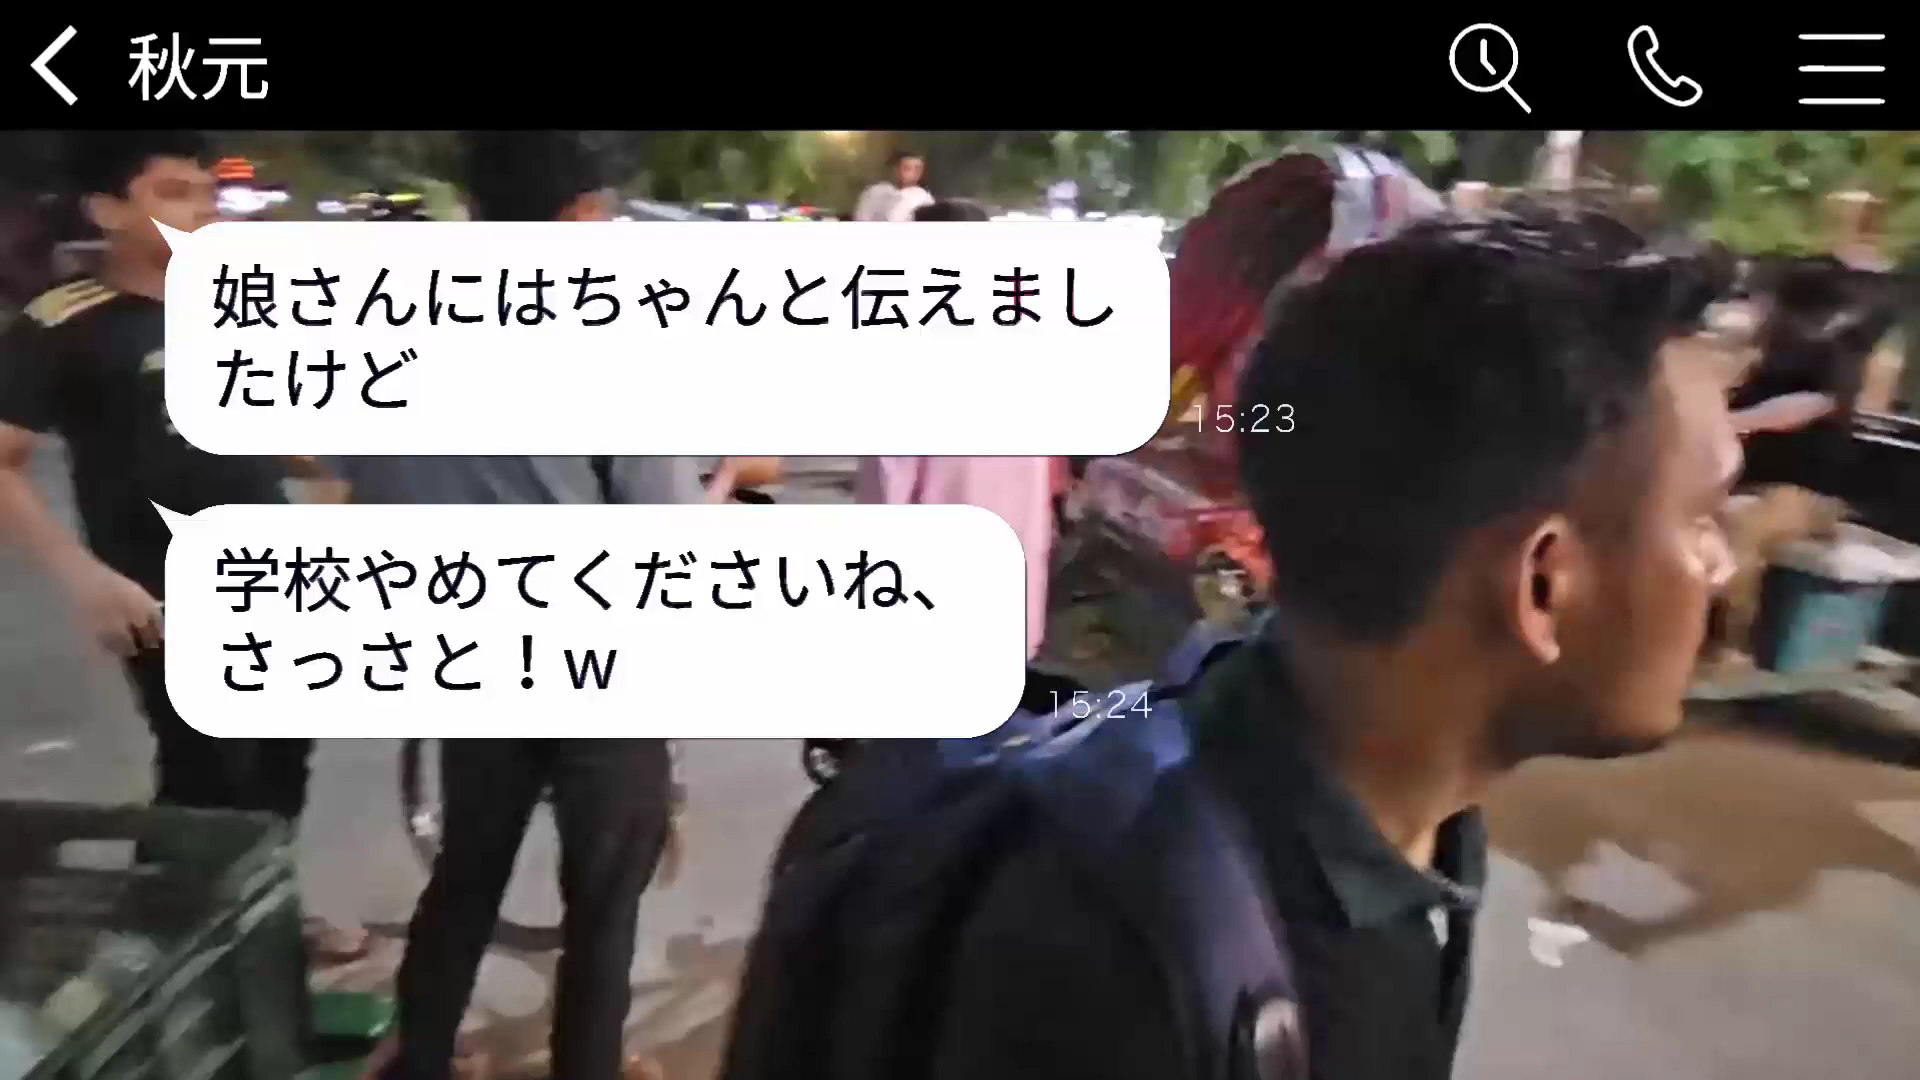 秋元
娘さんにはちゃんと伝えまし
たけど
15:23
学校やめてくださいね、
さっさと！w
15:24